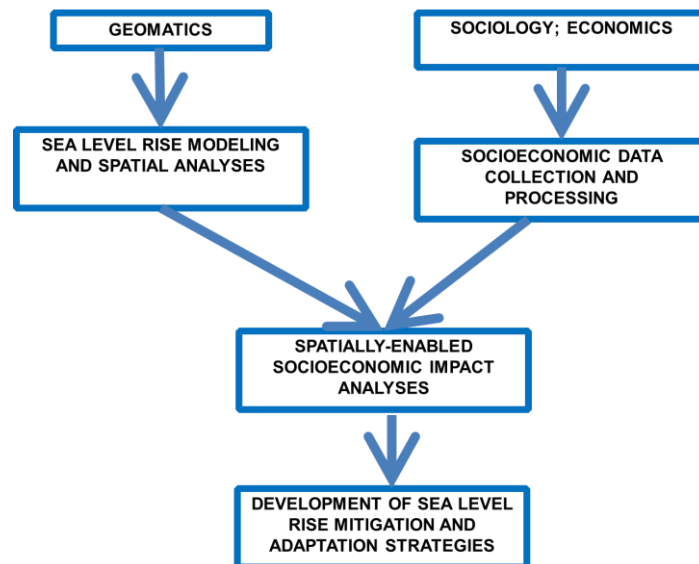 GEOMATICS
SOCIOLOGY; ECONOMICS
SEA LEVEL RISE MODELING
AND SPATIAL ANALYSES
SOCIOECONOMIC DATA
COLLECTION AND
PROCESSING
SPATIALLY-ENABLED
SOCIOECONOMIC IMPACT
ANALYSES
DEVELOPMENT OF SEA LEVEL
RISE MITIGATION AND
ADAPTATION STRATEGIES